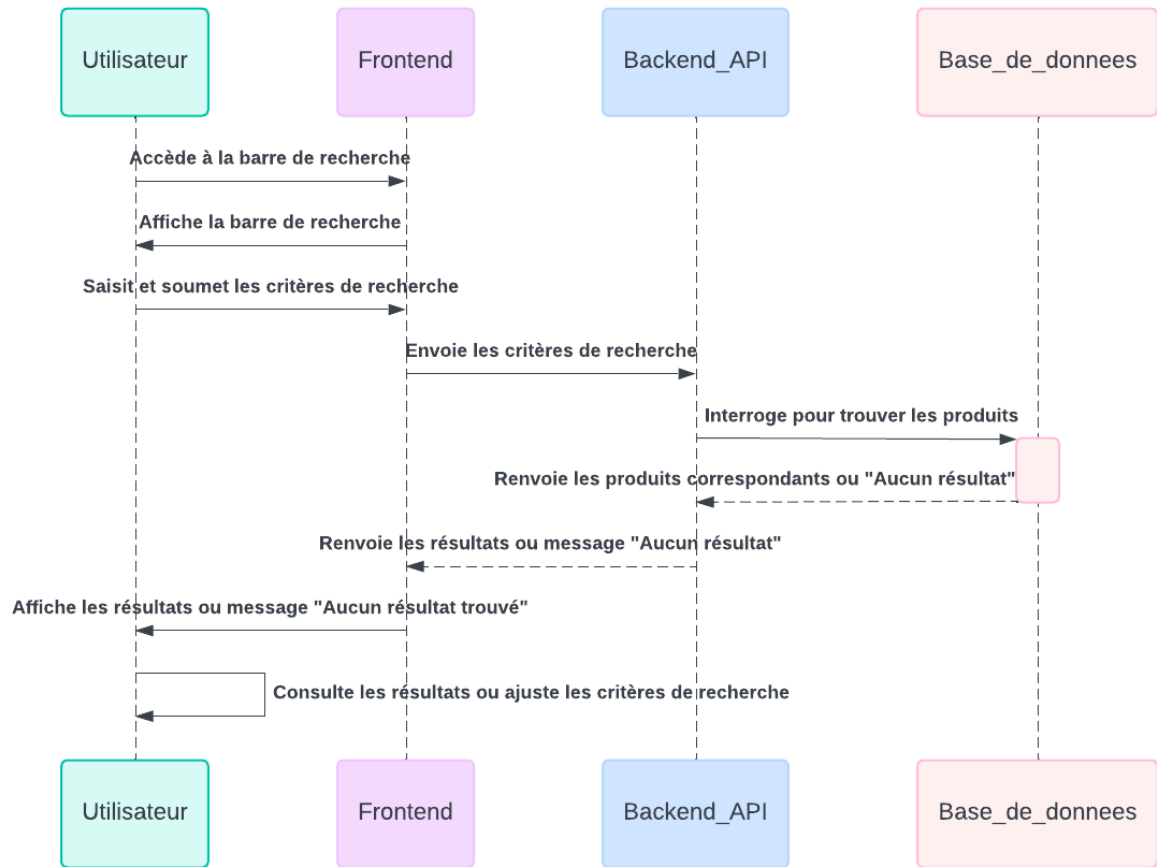 Utilisateur
Frontend
Backend_API
Base_de_donnees
Accède à la barre de recherche
Affiche la barre de recherche
Saisit et soumet les critères de recherche
Envoie les critères de recherche
Interroge pour trouver les produits
Renvoie les produits correspondants ou "Aucun résultat"
Renvoie les résultats ou message "Aucun résultat"
Affiche les résultats ou message "Aucun résultat trouvé"
Consulte les résultats ou ajuste les critères de recherche
Utilisateur
Frontend
Backend_API
Base_de_donnees